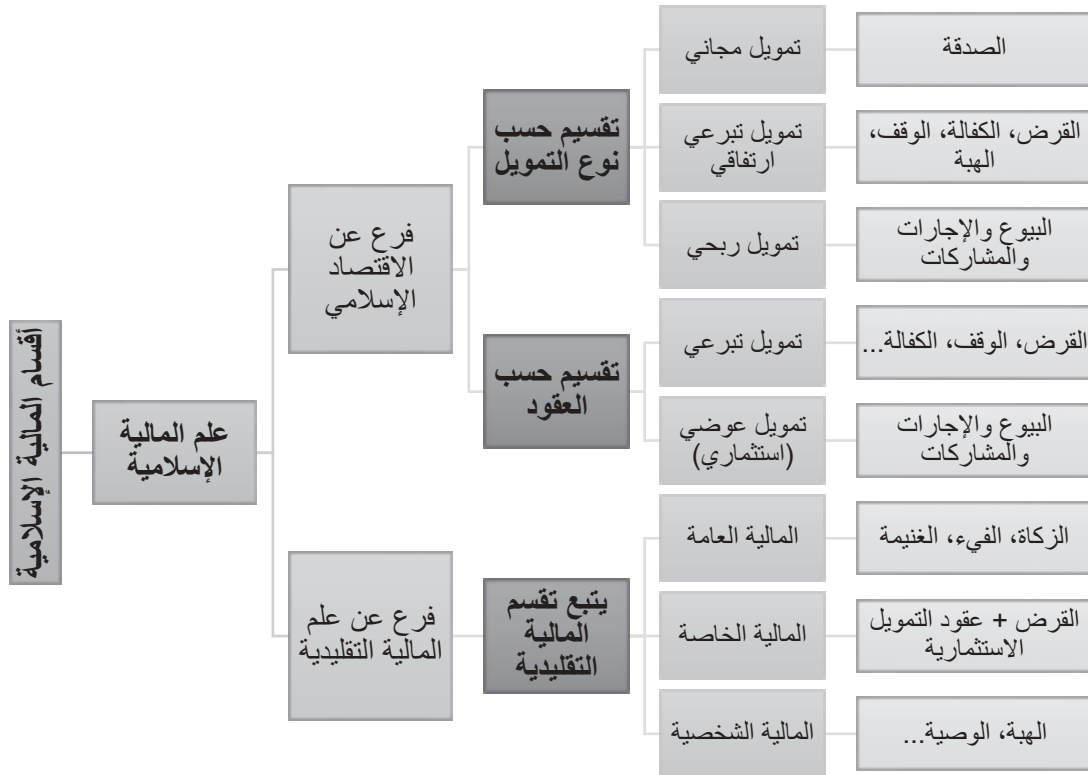 أقسام المالية الإسلامية
علم المالية
الإسلامية
فرع عن
الاقتصاد
الإسلامي
تقسيم حسب
نوع التمويل
تمويل مجاني
الصدقة
تمويل تبرعي
ارتفاقي
القرض، الكفالة، الوقف،
الهبة
تمويل ربحي
البيوع والإجارات
والمشاركات
تقسيم حسب
العقود
تمويل تبرعي
القرض، الوقف، الكفالة...
تمويل عوضي
(استثماري)
البيوع والإجارات
والمشاركات
فرع عن علم
المالية التقليدية
يتبع تقسم
المالية
التقليدية
المالية العامة
الزكاة، الفيء، الغنيمة
المالية الخاصة
القرض + عقود التمويل
الاستثمارية
المالية الشخصية
الهبة، الوصية...